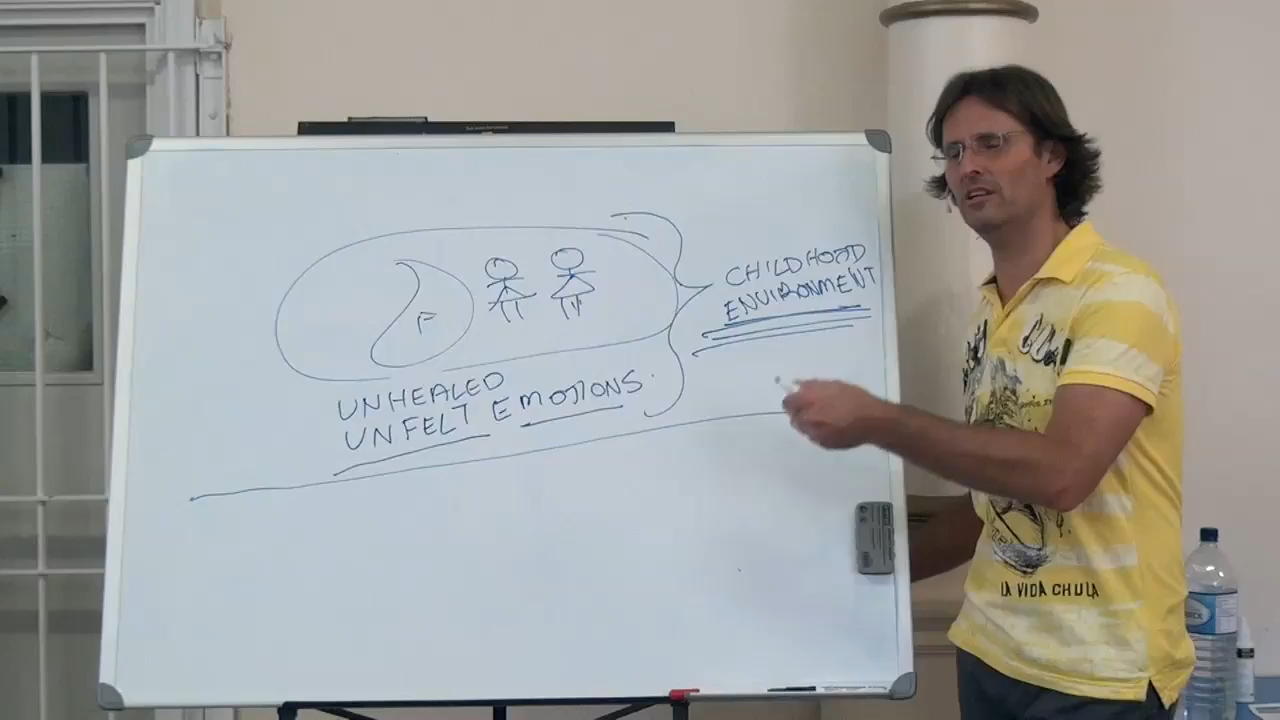 CHILDHOOD
ENVIRONMENT
F
UNHEALED
UNFELT EMOTIONS.
LA VIDA CHULA